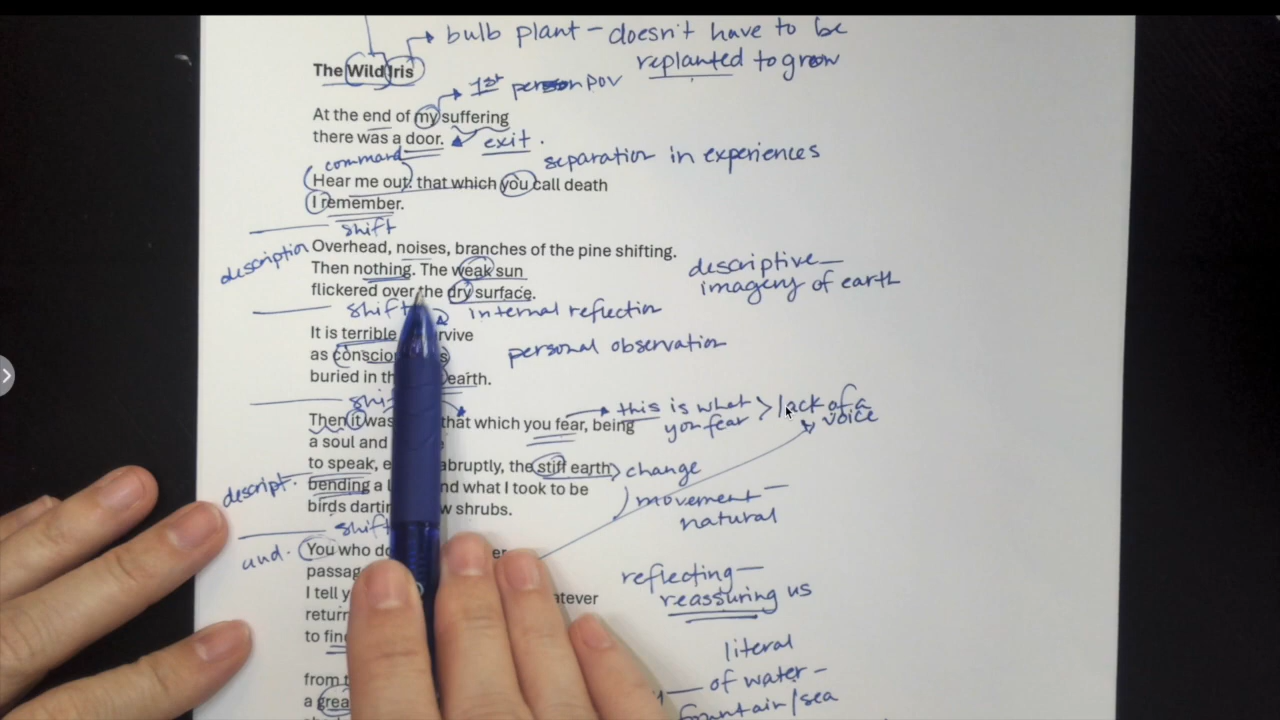 bulb plant - doesn't have to be
replanted to grow
The Wild Iris
1st person pov
At the end of my suffering
there was a door.
exit.
command
separation in experiences
Hear me out: that which you call death
I remember.
shift
description
Overhead, noises, branches of the pine shifting.
Then nothing. The weak sun
flickered over the dry surface.
descriptive —
imagery of earth
shift
internal reflection
It is terrible
rvive
as conscio
s
personal observation
buried in th
earth.
shi
Then it was
that which you fear, being
this is what
you fear
> lack of a
voice
a soul and
to speak, e
abruptly, the stiff earth
change
descript.
bending a l
nd what I took to be
birds dartin
w shrubs.
movement —
natural
shift
aud.
You who do
er
passag
I tell y
atever
return
to fin
reflecting —
reassuring us
from t
a grea
literal
of water -
fountain/sea